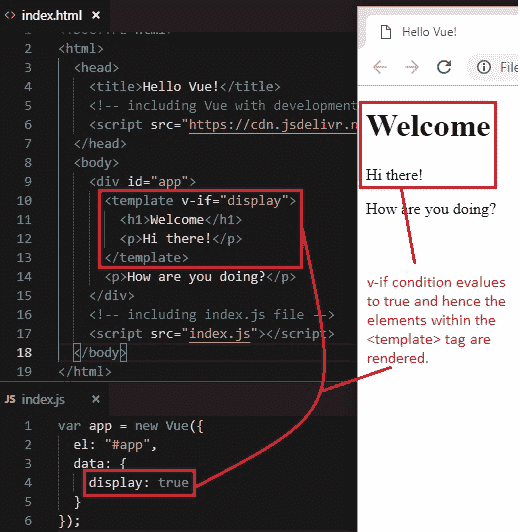 <> index.html ×
2 <html>
3 <head>
4 <title>Hello Vue!</title>
5 <!-- including Vue with development
6 <script src="https://cdn.jsdelivr.n
7 </head>
8 <body>
9 <div id="app">
10 <template v-if="display">
11 <h1>Welcome</h1>
12 <p>Hi there!</p>
13 </template>
14 <p>How are you doing?</p>
15 </div>
16 <!-- including index.js file -->
17 <script src="index.js"></script>
18 </body>
19 </html>
JS index.js ×
1 var app = new Vue({
2 el: "#app",
3 data: {
4 display: true
5 }
6 });
Hello Vue!
File
Welcome
Hi there!
How are you doing?
v-if condition evalues
to true and hence the
elements within the
<template> tag are
rendered.